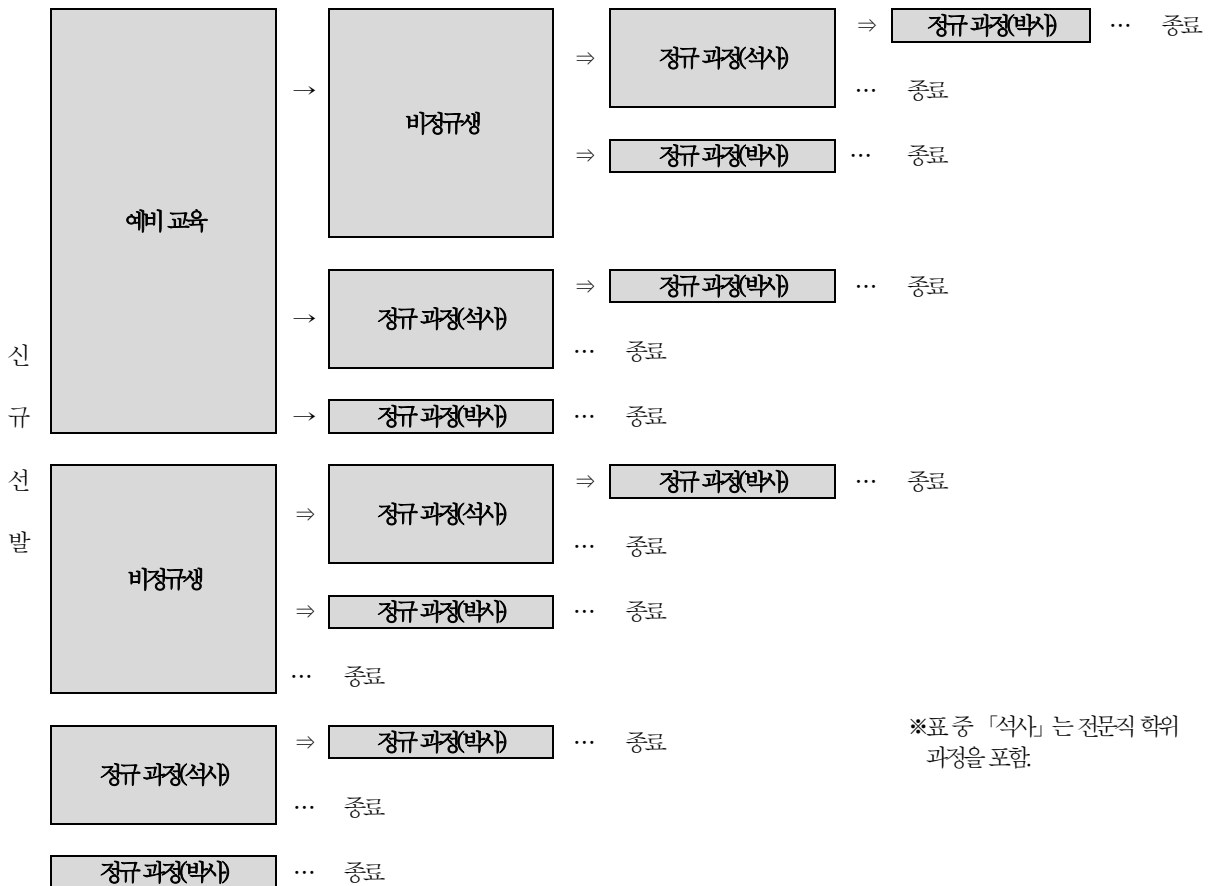 ⇒ 정규 과정(박사) … 종료
⇒ 정규 과정(석사)
→ … 종료
비정규생
⇒ 정규 과정(박사) … 종료
예비 교육
⇒ 정규 과정(박사) … 종료
→ 정규 과정(석사)
… 종료
→ 정규 과정(박사) … 종료
신
규
선
발
⇒ 정규 과정(박사) … 종료
⇒ 정규 과정(석사)
… 종료
비정규생
⇒ 정규 과정(박사) … 종료
… 종료
⇒ 정규 과정(박사) … 종료
정규 과정(석사)
… 종료
정규 과정(박사) … 종료
※표 중 「석사」는 전문직 학위
과정을 포함.